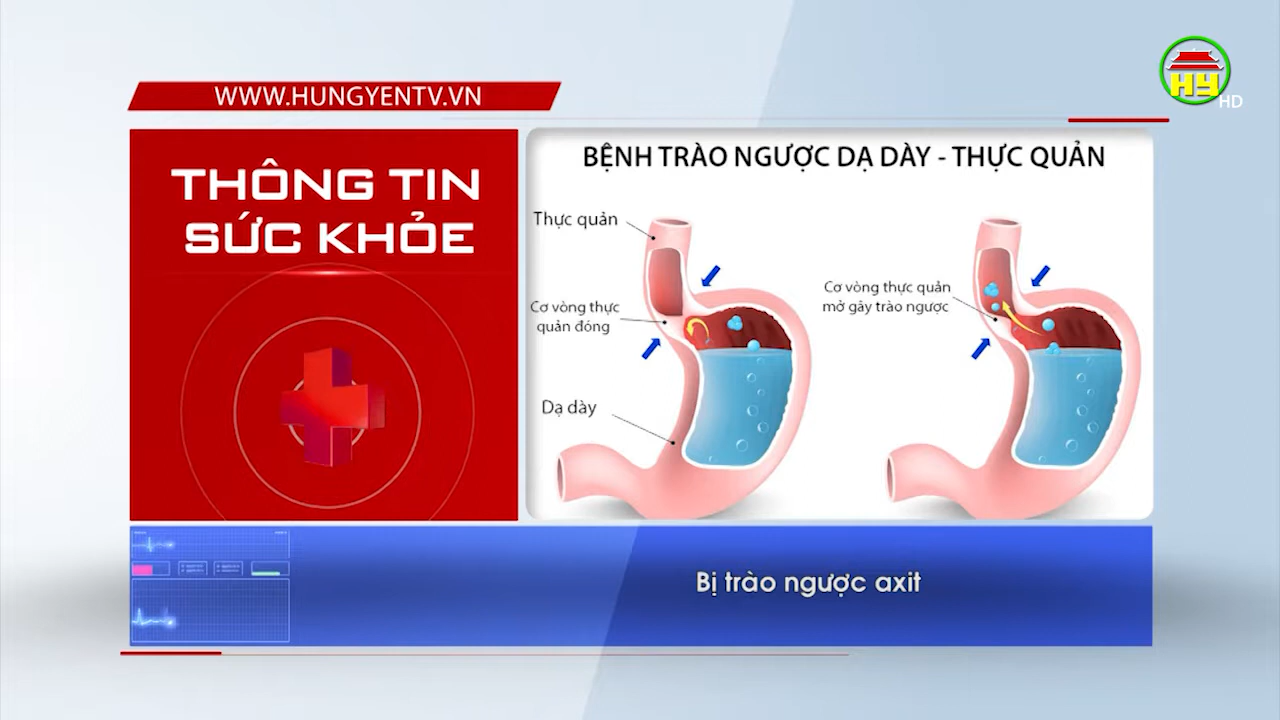 WWW.HUNGYENTV.VN
HY
HD
THÔNG TIN
SỨC KHỎE
BỆNH TRÀO NGƯỢC DẠ DÀY - THỰC QUẢN
Thực quản
Cơ vòng thực
quản đóng
Dạ dày
Cơ vòng thực quản
mở gây trào ngược
Bị trào ngược axit